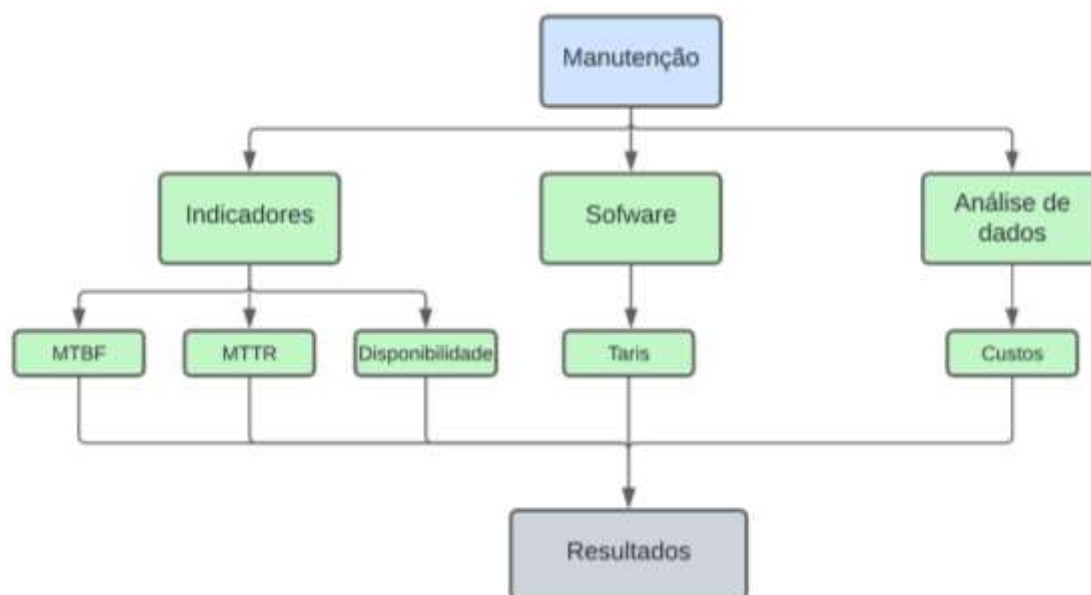 Manutenção
Indicadores
Sofware
Análise de
dados
MTBF
MTTR
Disponibilidade
Taris
Custos
Resultados